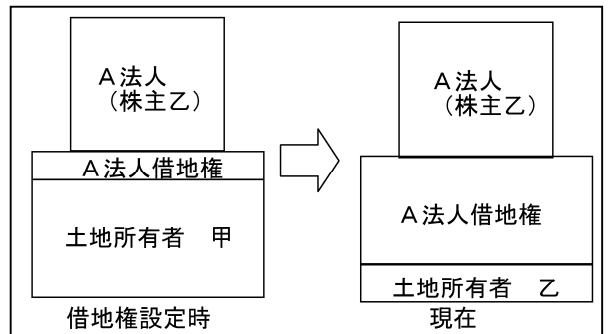 A法人
（株主乙）
A法人借地権
土地所有者　甲
借地権設定時
A法人
（株主乙）
A法人借地権
土地所有者　乙
現在